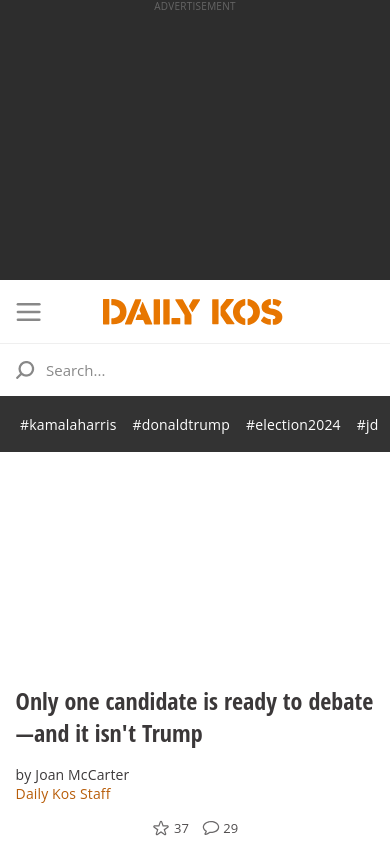 ADVERTISEMENT
DAILY KOS
Search...
#kamalaharris #donaldtrump #election2024 #jd
Only one candidate is ready to debate
—and it isn't Trump
by Joan McCarter
Daily Kos Staff
37 29